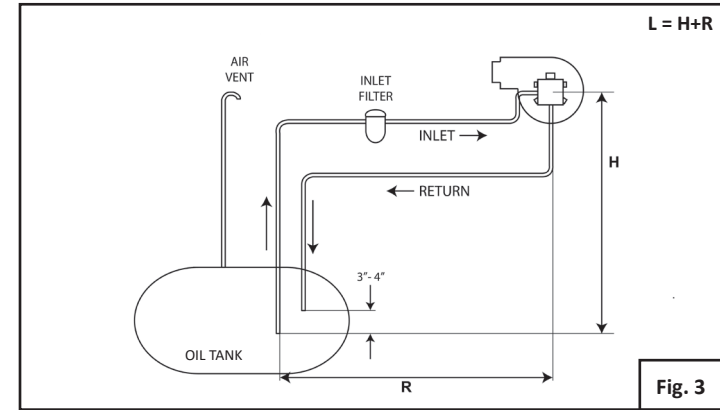 L = H+R
AIR
VENT
INLET
FILTER
INLET
H
RETURN
3”- 4”
OIL TANK
R
Fig. 3